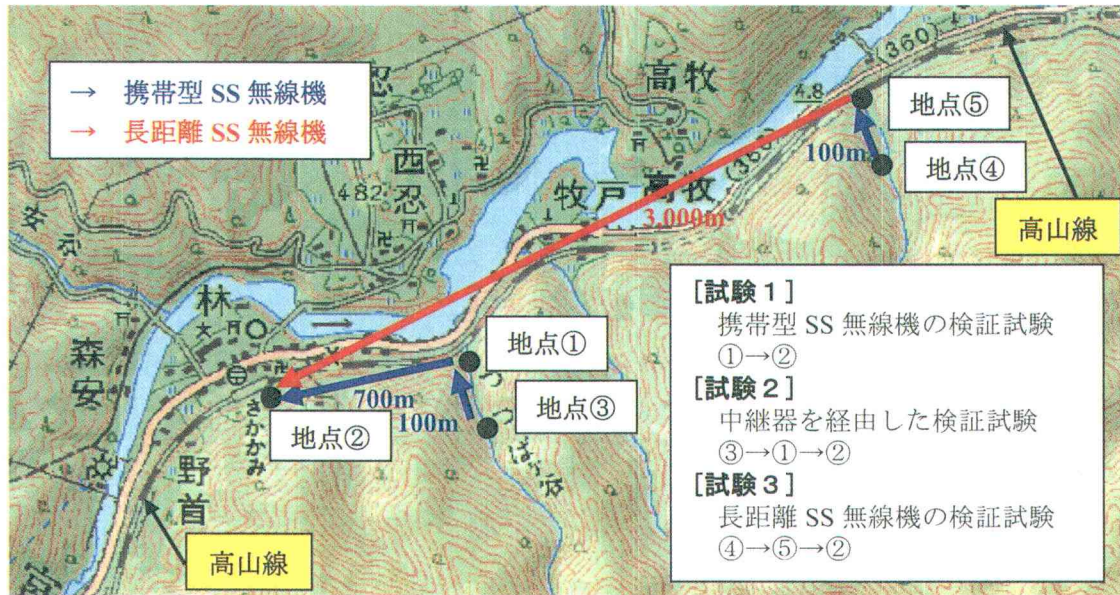 → 携帯型 SS 無線機
→ 長距離 SS 無線機
忍
高牧
(360)
4.8
地点⑤
100m
地点④
西忍
482
牧戸
高牧
(360)
3,000m
高山線
林
森安
地点①
700m
100m
地点③
地点②
さかかみ
野首
高山線
[試験1]
携帯型 SS 無線機の検証試験
①→②
[試験2]
中継器を経由した検証試験
③→①→②
[試験3]
長距離 SS 無線機の検証試験
④→⑤→②